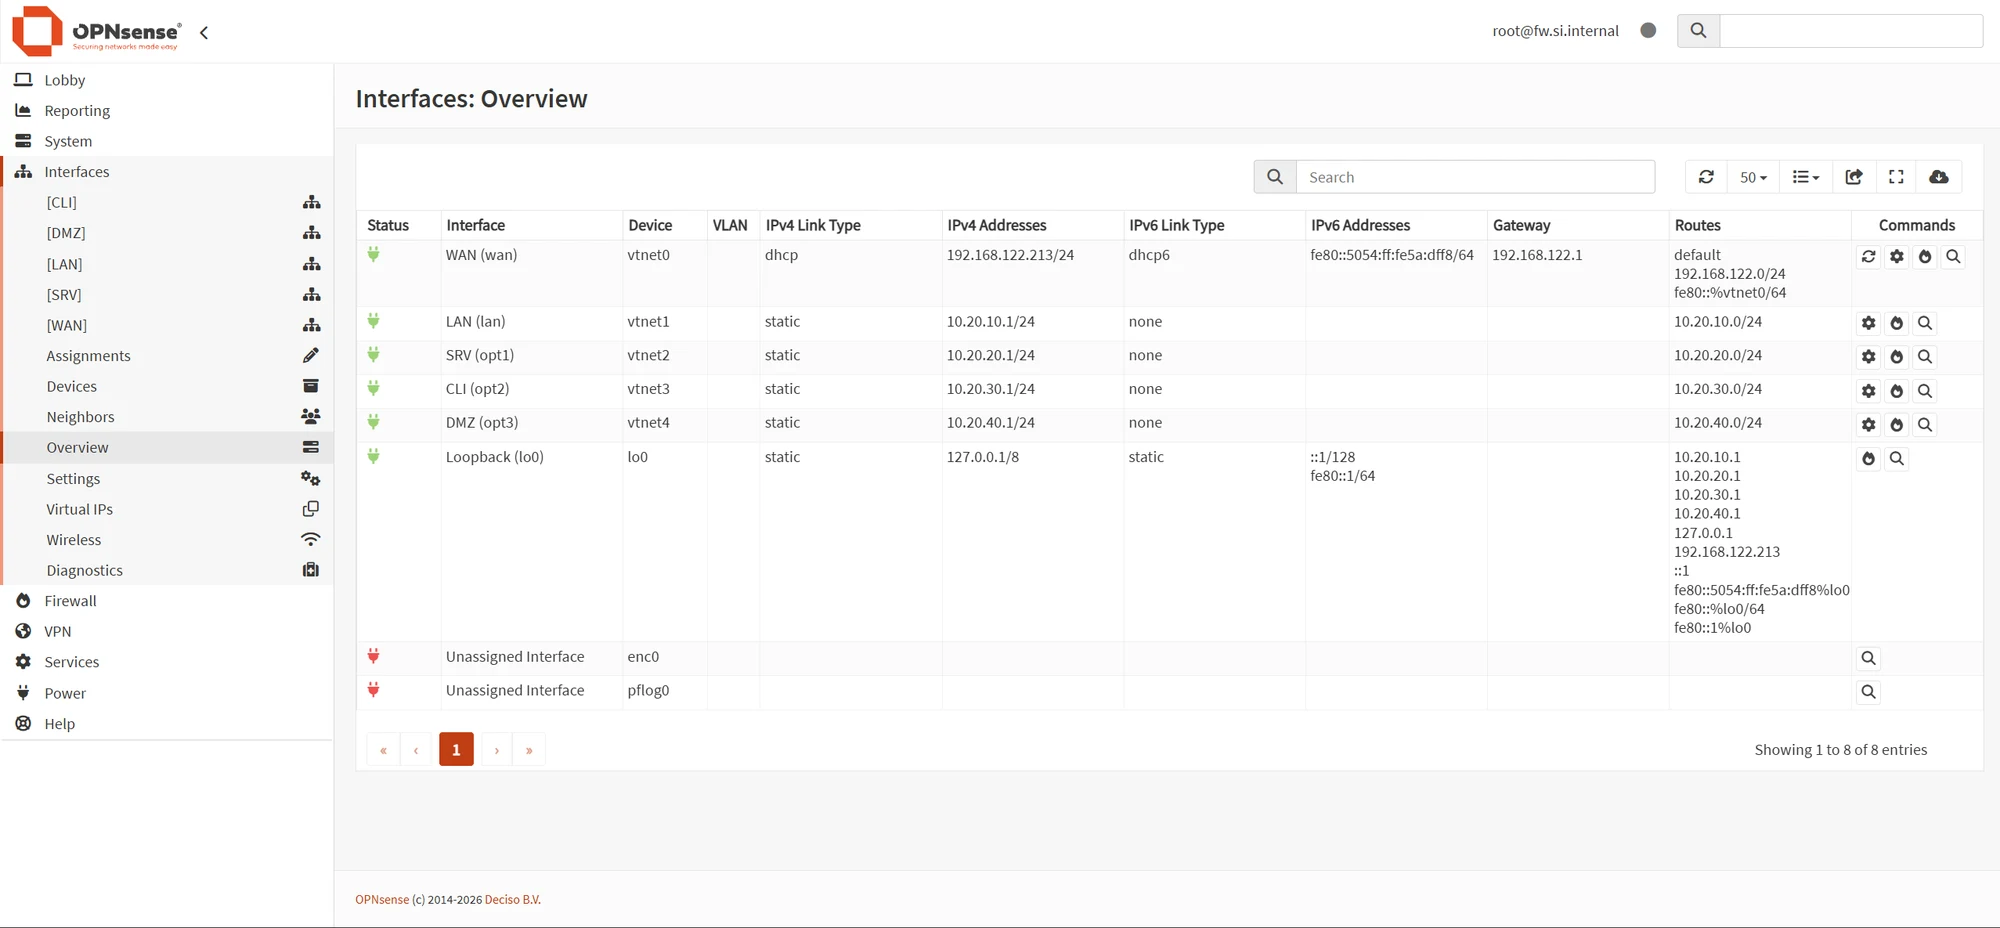 OPNsense®
Securing networks made easy
root@fw.si.internal
Lobby
Reporting
System
Interfaces
[CLI]
[DMZ]
[LAN]
[SRV]
[WAN]
Assignments
Devices
Neighbors
Overview
Settings
Virtual IPs
Wireless
Diagnostics
Firewall
VPN
Services
Power
Help
Interfaces: Overview
Search
50
Status Interface Device VLAN IPv4 Link Type IPv4 Addresses IPv6 Link Type IPv6 Addresses Gateway Routes Commands
WAN (wan) vtnet0 dhcp 192.168.122.213/24 dhcp6 fe80::5054:ff:fe5a:dff8/64 192.168.122.1 default
192.168.122.0/24
fe80::%vtnet0/64
LAN (lan) vtnet1 static 10.20.10.1/24 none 10.20.10.0/24
SRV (opt1) vtnet2 static 10.20.20.1/24 none 10.20.20.0/24
CLI (opt2) vtnet3 static 10.20.30.1/24 none 10.20.30.0/24
DMZ (opt3) vtnet4 static 10.20.40.1/24 none 10.20.40.0/24
Loopback (lo0) lo0 static 127.0.0.1/8 static ::1/128 10.20.10.1
fe80::1/64 10.20.20.1
10.20.30.1
10.20.40.1
127.0.0.1
192.168.122.213
::1
fe80::5054:ff:fe5a:dff8%lo0
fe80::%lo0/64
fe80::1%lo0
Unassigned Interface enc0
Unassigned Interface pflog0
« ‹ 1 › »
Showing 1 to 8 of 8 entries
OPNsense (c) 2014-2026 Deciso B.V.